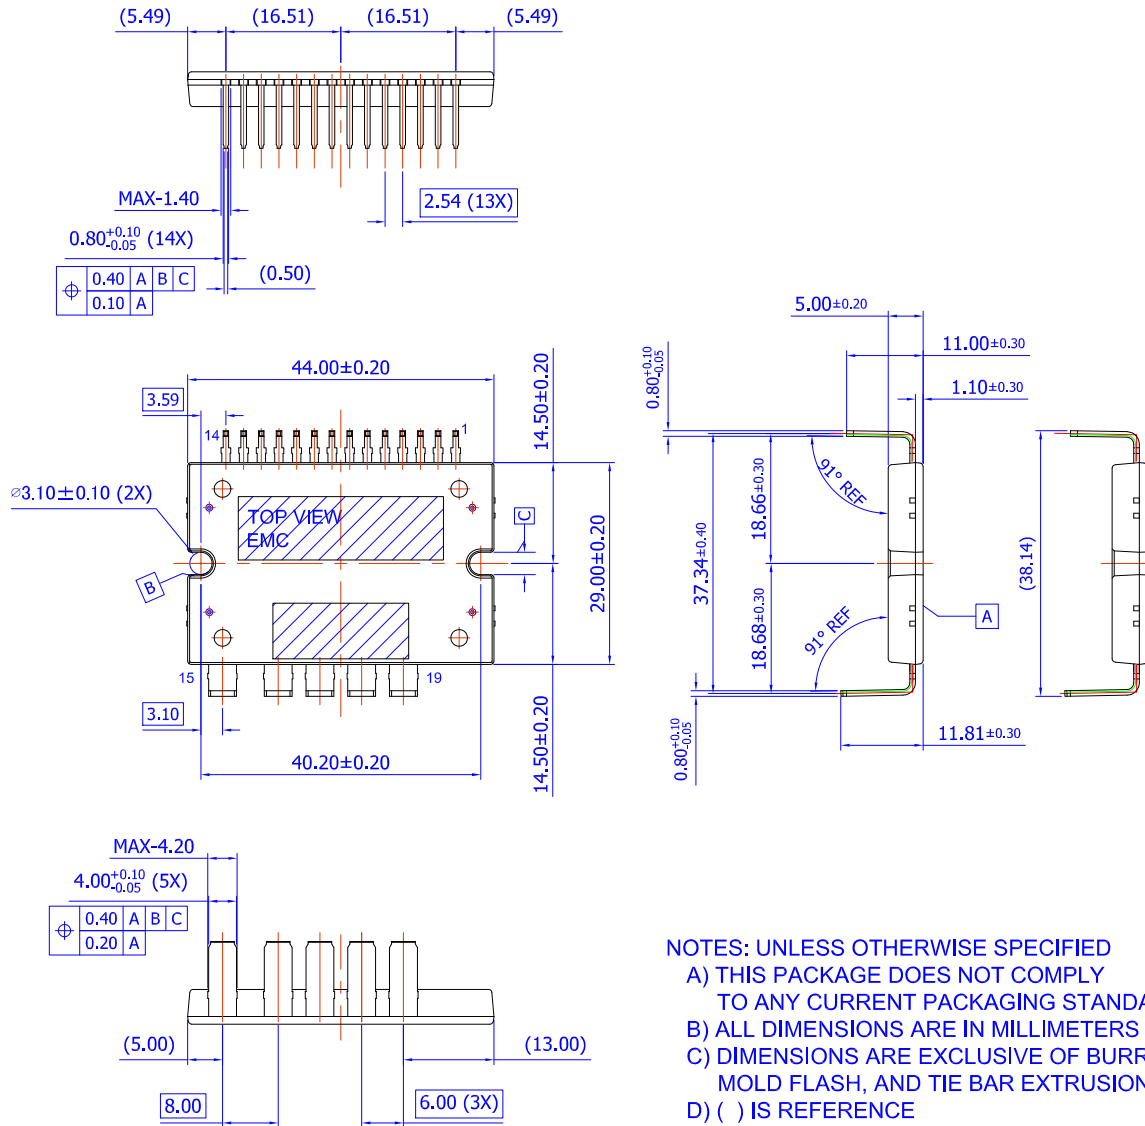 (5.49) (16.51) (16.51) (5.49)
MAX-1.40
2.54 (13X)
0.80+0.10-0.05 (14X)
(0.50)
⌖ 0.40 A B C
0.10 A
5.00±0.20
11.00±0.30
0.80+0.10-0.05
1.10±0.30
44.00±0.20
14.50±0.20
3.59
14
1
⌀3.10±0.10 (2X)
TOP VIEW
EMC
C
B
29.00±0.20
91° REF
18.66±0.30
37.34±0.40
(38.14)
18.68±0.30
91° REF
A
15
19
3.10
14.50±0.20
40.20±0.20
0.80+0.10-0.05
11.81±0.30
MAX-4.20
4.00+0.10-0.05 (5X)
⌖ 0.40 A B C
0.20 A
(5.00)
(13.00)
8.00
6.00 (3X)
NOTES: UNLESS OTHERWISE SPECIFIED
A) THIS PACKAGE DOES NOT COMPLY
TO ANY CURRENT PACKAGING STANDA
B) ALL DIMENSIONS ARE IN MILLIMETERS
C) DIMENSIONS ARE EXCLUSIVE OF BURR
MOLD FLASH, AND TIE BAR EXTRUSION
D) ( ) IS REFERENCE